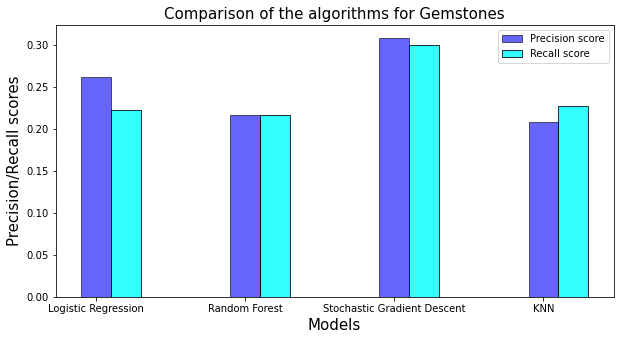 Comparison of the algorithms for Gemstones
Precision score
Recall score
Precision/Recall scores
0.30
0.25
0.20
0.15
0.10
0.05
0.00
Logistic Regression Random Forest Stochastic Gradient Descent KNN
Models